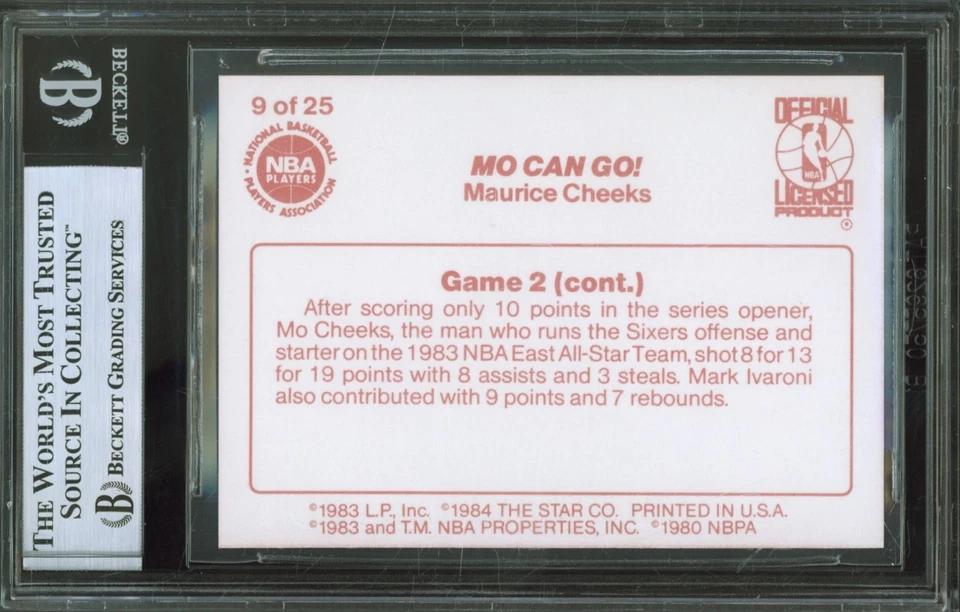 BECKETT®
THE WORLD'S MOST TRUSTED
SOURCE IN COLLECTING™
BECKETT GRADING SERVICES
9 of 25
NATIONAL BASKETBALL
NBA
PLAYERS
PLAYERS ASSOCIATION
MO CAN GO!
Maurice Cheeks
OFFICIAL
NBA
LICENSED
PRODUCT
Game 2 (cont.)
After scoring only 10 points in the series opener,
Mo Cheeks, the man who runs the Sixers offense and
starter on the 1983 NBA East All-Star Team, shot 8 for 13
for 19 points with 8 assists and 3 steals. Mark Ivaroni
also contributed with 9 points and 7 rebounds.
©1983 L.P., Inc. ©1984 THE STAR CO. PRINTED IN U.S.A.
©1983 and T.M. NBA PROPERTIES, INC. ©1980 NBPA